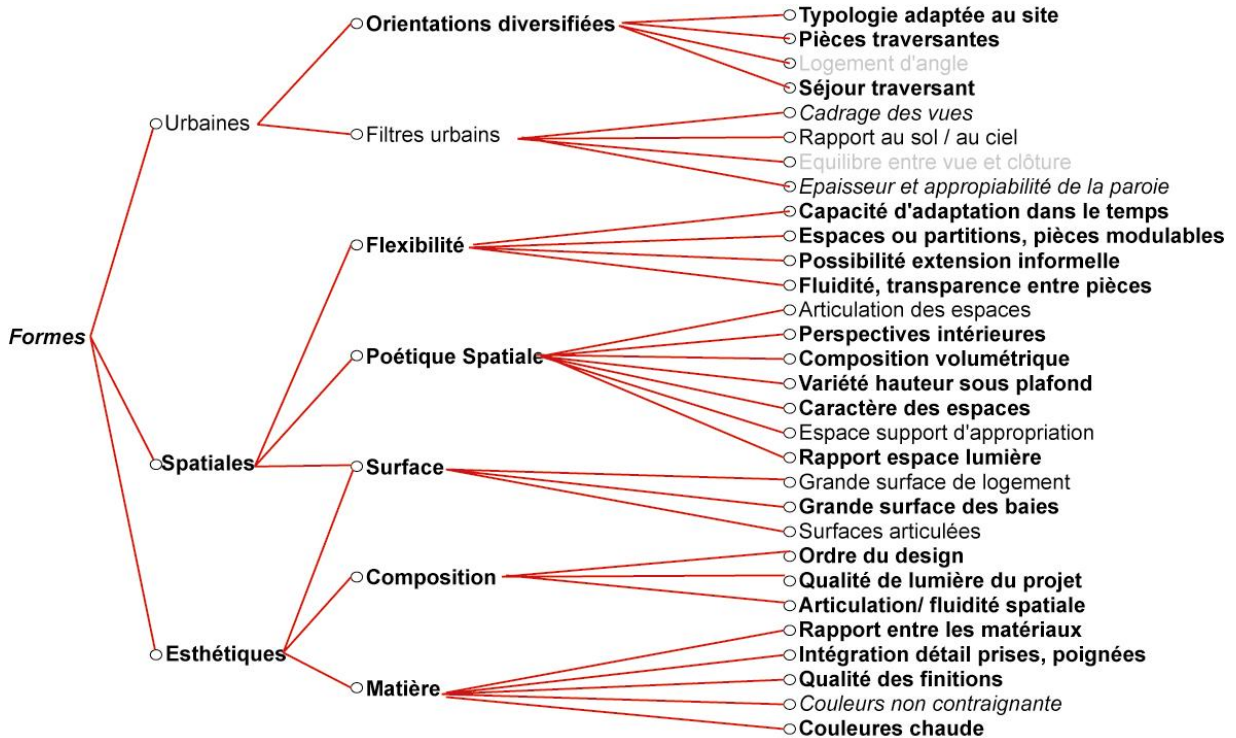 Formes
Urbaines
Spatiales
Esthétiques
Orientations diversifiées
Filtres urbains
Flexibilité
Poétique Spatiale
Surface
Composition
Matière
Typologie adaptée au site
Pièces traversantes
Logement d'angle
Séjour traversant
Cadrage des vues
Rapport au sol / au ciel
Equilibre entre vue et clôture
Epaisseur et appropiabilité de la paroie
Capacité d'adaptation dans le temps
Espaces ou partitions, pièces modulables
Possibilité extension informelle
Fluidité, transparence entre pièces
Articulation des espaces
Perspectives intérieures
Composition volumétrique
Variété hauteur sous plafond
Caractère des espaces
Espace support d'appropriation
Rapport espace lumière
Grande surface de logement
Grande surface des baies
Surfaces articulées
Ordre du design
Qualité de lumière du projet
Articulation/ fluidité spatiale
Rapport entre les matériaux
Intégration détail prises, poignées
Qualité des finitions
Couleurs non contraignante
Couleures chaude